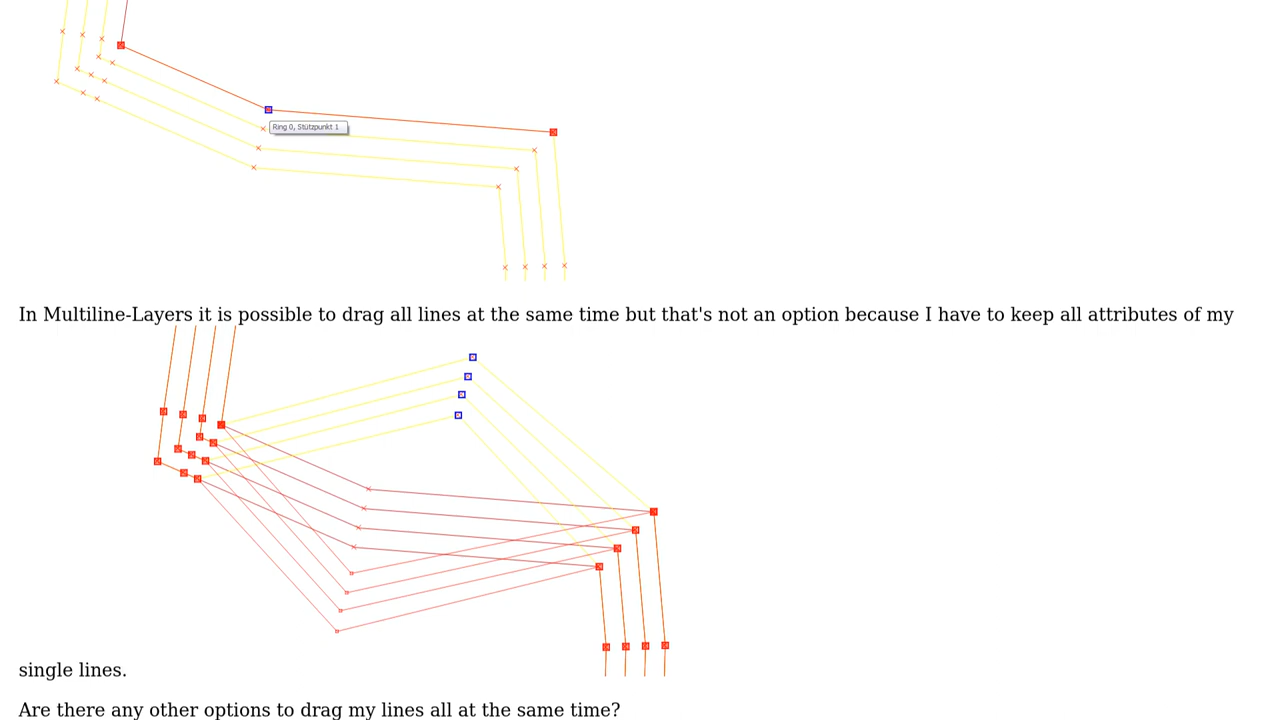 Ring 0, Stützpunkt 1
In Multiline-Layers it is possible to drag all lines at the same time but that's not an option because I have to keep all attributes of my
single lines.
Are there any other options to drag my lines all at the same time?